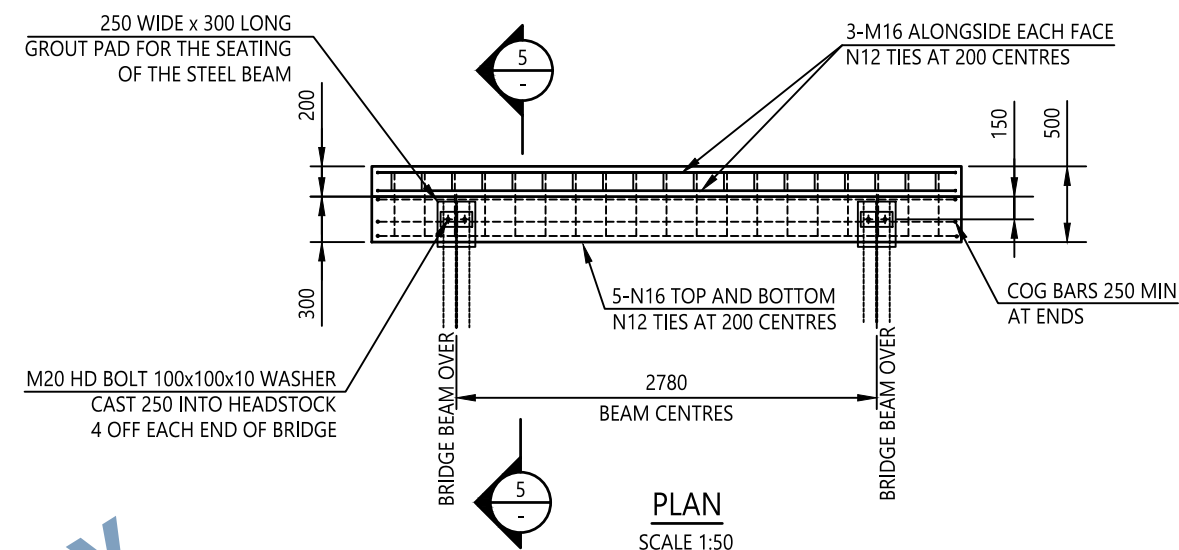 250 WIDE x 300 LONG
GROUT PAD FOR THE SEATING
OF THE STEEL BEAM
5
-
3-M16 ALONGSIDE EACH FACE
N12 TIES AT 200 CENTRES
200
300
150
500
5-N16 TOP AND BOTTOM
N12 TIES AT 200 CENTRES
COG BARS 250 MIN
AT ENDS
M20 HD BOLT 100x100x10 WASHER
CAST 250 INTO HEADSTOCK
4 OFF EACH END OF BRIDGE
BRIDGE BEAM OVER
2780
BEAM CENTRES
BRIDGE BEAM OVER
5
-
PLAN
SCALE 1:50